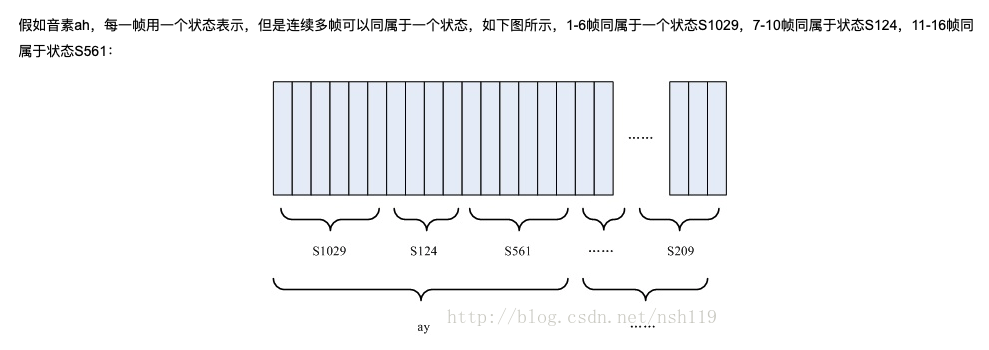 假如音素ah，每一帧用一个状态表示，但是连续多帧可以同属于一个状态，如下图所示，1-6帧同属于一个状态S1029，7-10帧同属于状态S124，11-16帧同
属于状态S561：
……
S1029 S124 S561 …… S209
ay ……
http://blog.csdn.net/nsh119